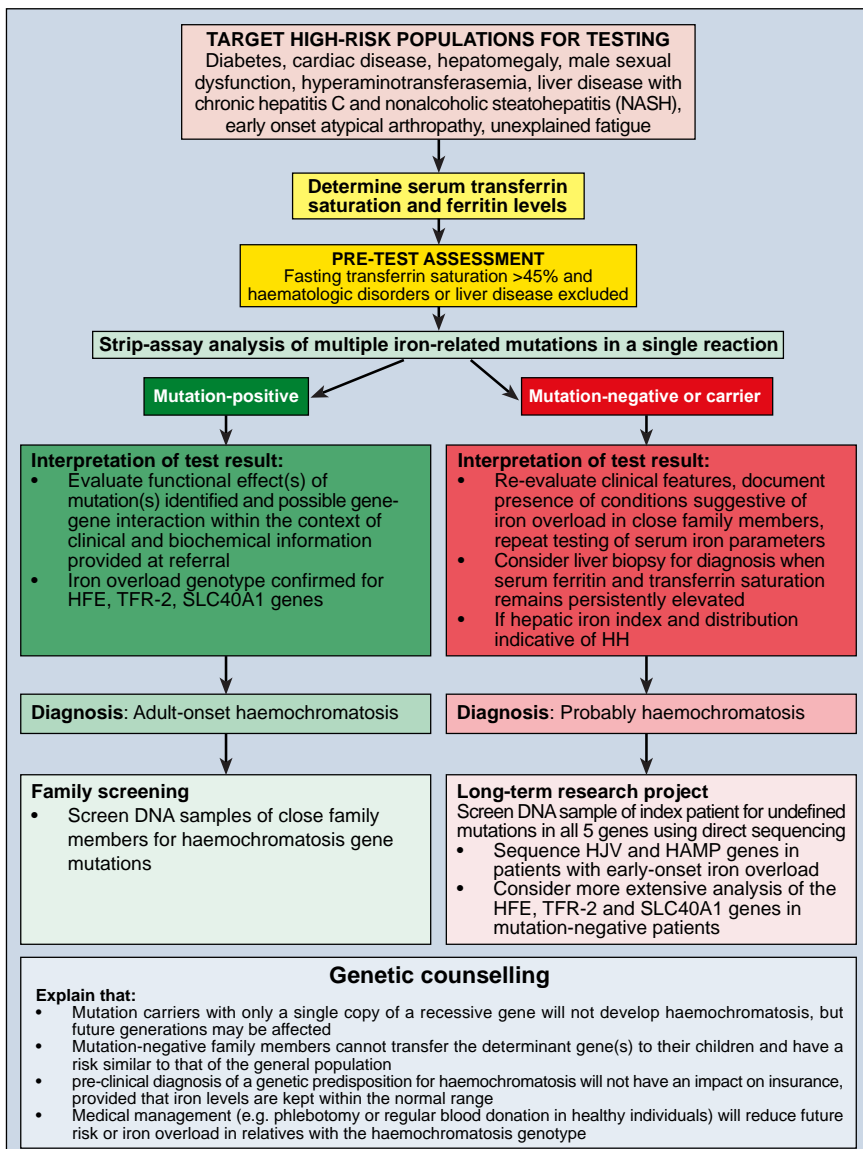 TARGET HIGH-RISK POPULATIONS FOR TESTING
Diabetes, cardiac disease, hepatomegaly, male sexual
dysfunction, hyperaminotransferasemia, liver disease with
chronic hepatitis C and nonalcoholic steatohepatitis (NASH),
early onset atypical arthropathy, unexplained fatigue
Determine serum transferrin
saturation and ferritin levels
PRE-TEST ASSESSMENT
Fasting transferrin saturation >45% and
haematologic disorders or liver disease excluded
Strip-assay analysis of multiple iron-related mutations in a single reaction
Mutation-positive
Interpretation of test result:
• Evaluate functional effect(s) of
mutation(s) identified and possible gene-
gene interaction within the context of
clinical and biochemical information
provided at referral
• Iron overload genotype confirmed for
HFE, TFR-2, SLC40A1 genes
Diagnosis: Adult-onset haemochromatosis
Family screening
• Screen DNA samples of close family
members for haemochromatosis gene
mutations
Mutation-negative or carrier
Interpretation of test result:
• Re-evaluate clinical features, document
presence of conditions suggestive of
iron overload in close family members,
repeat testing of serum iron parameters
• Consider liver biopsy for diagnosis when
serum ferritin and transferrin saturation
remains persistently elevated
• If hepatic iron index and distribution
indicative of HH
Diagnosis: Probably haemochromatosis
Long-term research project
Screen DNA sample of index patient for undefined
mutations in all 5 genes using direct sequencing
• Sequence HJV and HAMP genes in
patients with early-onset iron overload
• Consider more extensive analysis of the
HFE, TFR-2 and SLC40A1 genes in
mutation-negative patients
Genetic counselling
Explain that:
• Mutation carriers with only a single copy of a recessive gene will not develop haemochromatosis, but
future generations may be affected
• Mutation-negative family members cannot transfer the determinant gene(s) to their children and have a
risk similar to that of the general population
• pre-clinical diagnosis of a genetic predisposition for haemochromatosis will not have an impact on insurance,
provided that iron levels are kept within the normal range
• Medical management (e.g. phlebotomy or regular blood donation in healthy individuals) will reduce future
risk or iron overload in relatives with the haemochromatosis genotype